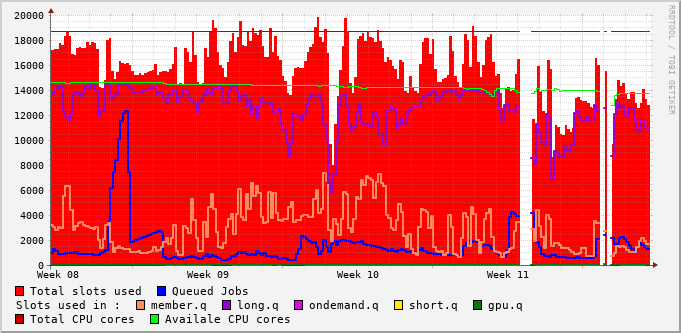 20000
18000
16000
14000
12000
10000
8000
6000
4000
2000
0
Week 08 Week 09 Week 10 Week 11
Total slots used Queued Jobs
Slots used in : member.q long.q ondemand.q short.q gpu.q
Total CPU cores Availale CPU cores
RRDTOOL / TOBI OETIKER